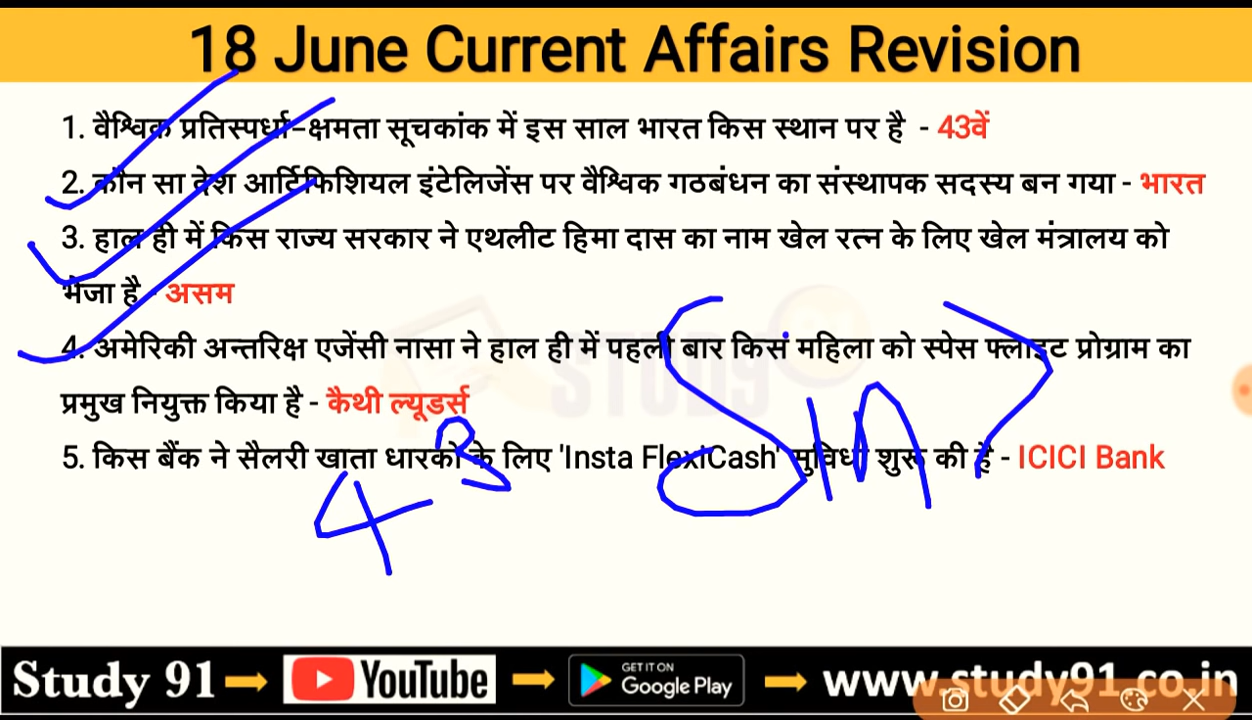 18 June Current Affairs Revision
1. वैश्विक प्रतिस्पर्धा-क्षमता सूचकांक में इस साल भारत किस स्थान पर है - 43वें
2. कौन सा देश आर्टिफिशियल इंटेलिजेंस पर वैश्विक गठबंधन का संस्थापक सदस्य बन गया - भारत
3. हाल ही में किस राज्य सरकार ने एथलीट हिमा दास का नाम खेल रत्न के लिए खेल मंत्रालय को
भेजा है - असम
4. अमेरिकी अन्तरिक्ष एजेंसी नासा ने हाल ही में पहली बार किसं महिला को स्पेस फ्लाइट प्रोग्राम का
प्रमुख नियुक्त किया है - कैथी ल्यूडर्स
5. किस बैंक ने सैलरी खाता धारको के लिए 'Insta FlexiCash' सुविधा शुरू की है - ICICI Bank
43
STUDY
Study 91 YouTube GET IT ON Google Play www.study91.co.in